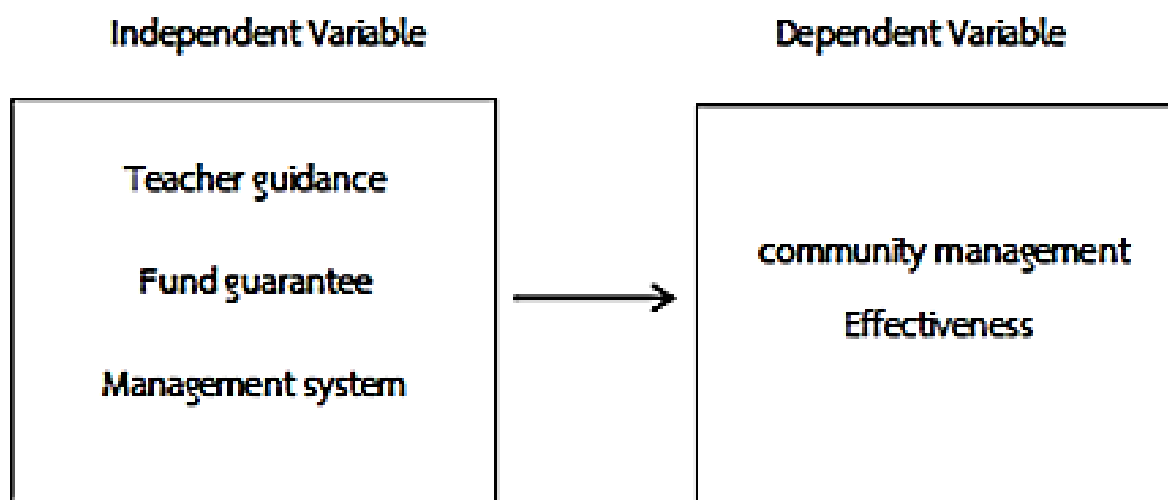 Independent Variable
Dependent Variable
Teacher guidance
Fund guarantee
Management system
community management
Effectiveness